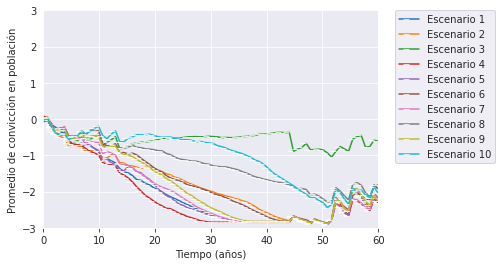 3
2
1
0
−1
−2
−3
0
10
20
30
40
50
60
Promedio de convicción en población
Tiempo (años)
Escenario 1
Escenario 2
Escenario 3
Escenario 4
Escenario 5
Escenario 6
Escenario 7
Escenario 8
Escenario 9
Escenario 10